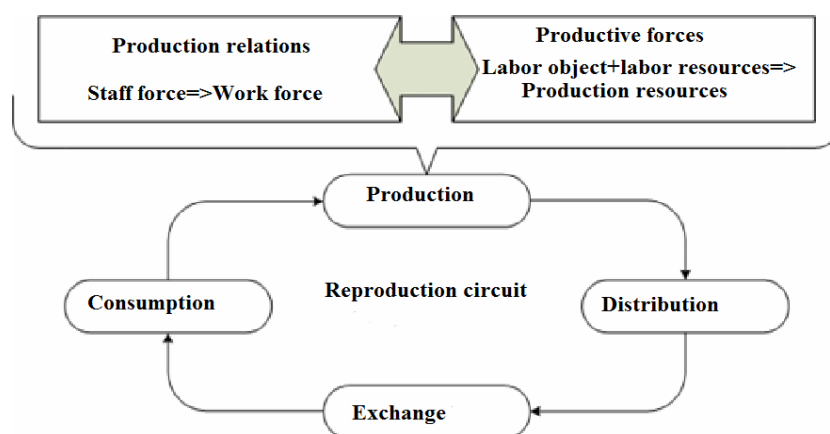 Production relations
Staff force=>Work force
Productive forces
Labor object+labor resources=>
Production resources
Production
Consumption
Reproduction circuit
Distribution
Exchange